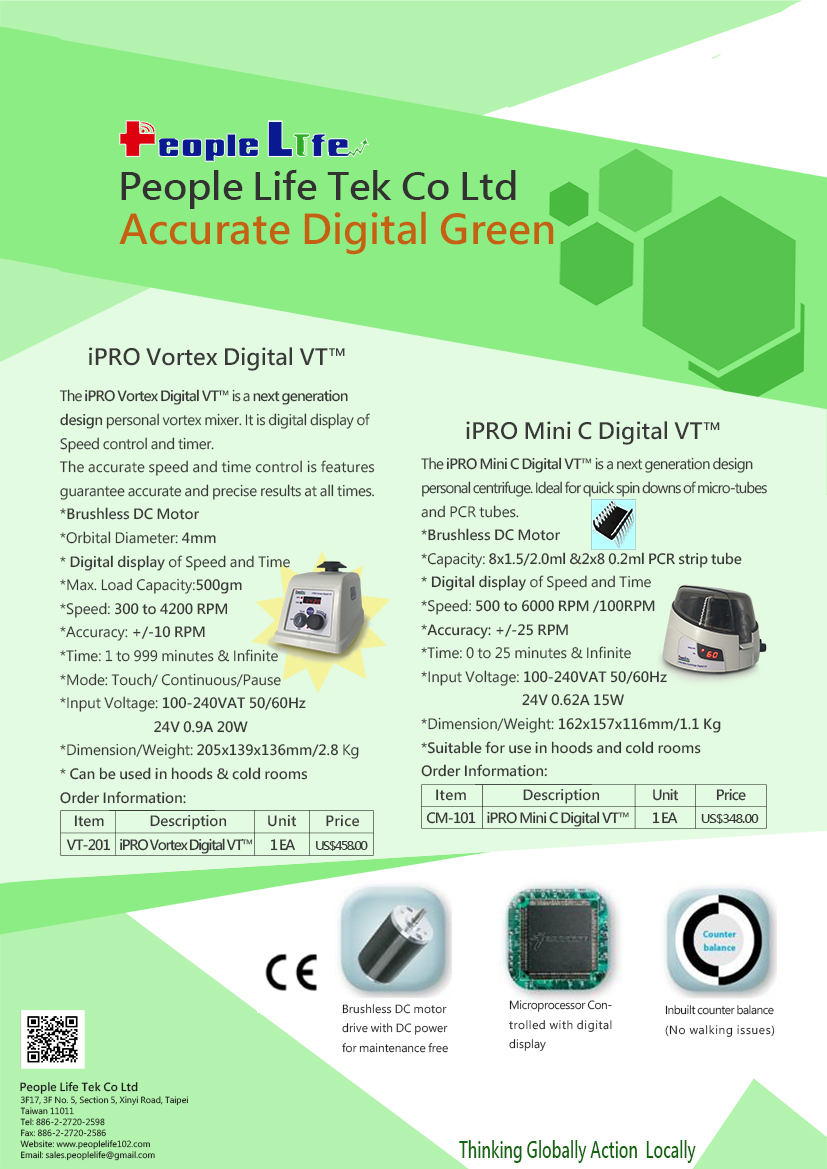 People Life
People Life Tek Co Ltd
Accurate Digital Green
iPRO Vortex Digital VT™
The iPRO Vortex Digital VT™ is a next generation
design personal vortex mixer. It is digital display of
Speed control and timer.
The accurate speed and time control is features
guarantee accurate and precise results at all times.
*Brushless DC Motor
*Orbital Diameter: 4mm
* Digital display of Speed and Time
*Max. Load Capacity:500gm
*Speed: 300 to 4200 RPM
*Accuracy: +/-10 RPM
*Time: 1 to 999 minutes & Infinite
*Mode: Touch/ Continuous/Pause
*Input Voltage: 100-240VAT 50/60Hz
24V 0.9A 20W
*Dimension/Weight: 205x139x136mm/2.8 Kg
* Can be used in hoods & cold rooms
Order Information:
Item Description Unit Price
VT-201 iPRO Vortex Digital VT™ 1 EA US$458.00
iPRO Mini C Digital VT™
The iPRO Mini C Digital VT™ is a next generation design
personal centrifuge. Ideal for quick spin downs of micro-tubes
and PCR tubes.
*Brushless DC Motor
*Capacity: 8x1.5/2.0ml &2x8 0.2ml PCR strip tube
* Digital display of Speed and Time
*Speed: 500 to 6000 RPM /100RPM
*Accuracy: +/-25 RPM
*Time: 0 to 25 minutes & Infinite
*Input Voltage: 100-240VAT 50/60Hz
24V 0.62A 15W
*Dimension/Weight: 162x157x116mm/1.1 Kg
*Suitable for use in hoods and cold rooms
Order Information:
Item Description Unit Price
CM-101 iPRO Mini C Digital VT™ 1 EA US$348.00
60
CE
Counter
balance
Brushless DC motor
drive with DC power
for maintenance free
Microprocessor Con-
trolled with digital
display
Inbuilt counter balance
(No walking issues)
People Life Tek Co Ltd
3F17, 3F No. 5, Section 5, Xinyi Road, Taipei
Taiwan 11011
Tel: 886-2-2720-2598
Fax: 886-2-2720-2586
Website: www.peoplelife102.com
Email: sales.peoplelife@gmail.com
Thinking Globally Action Locally